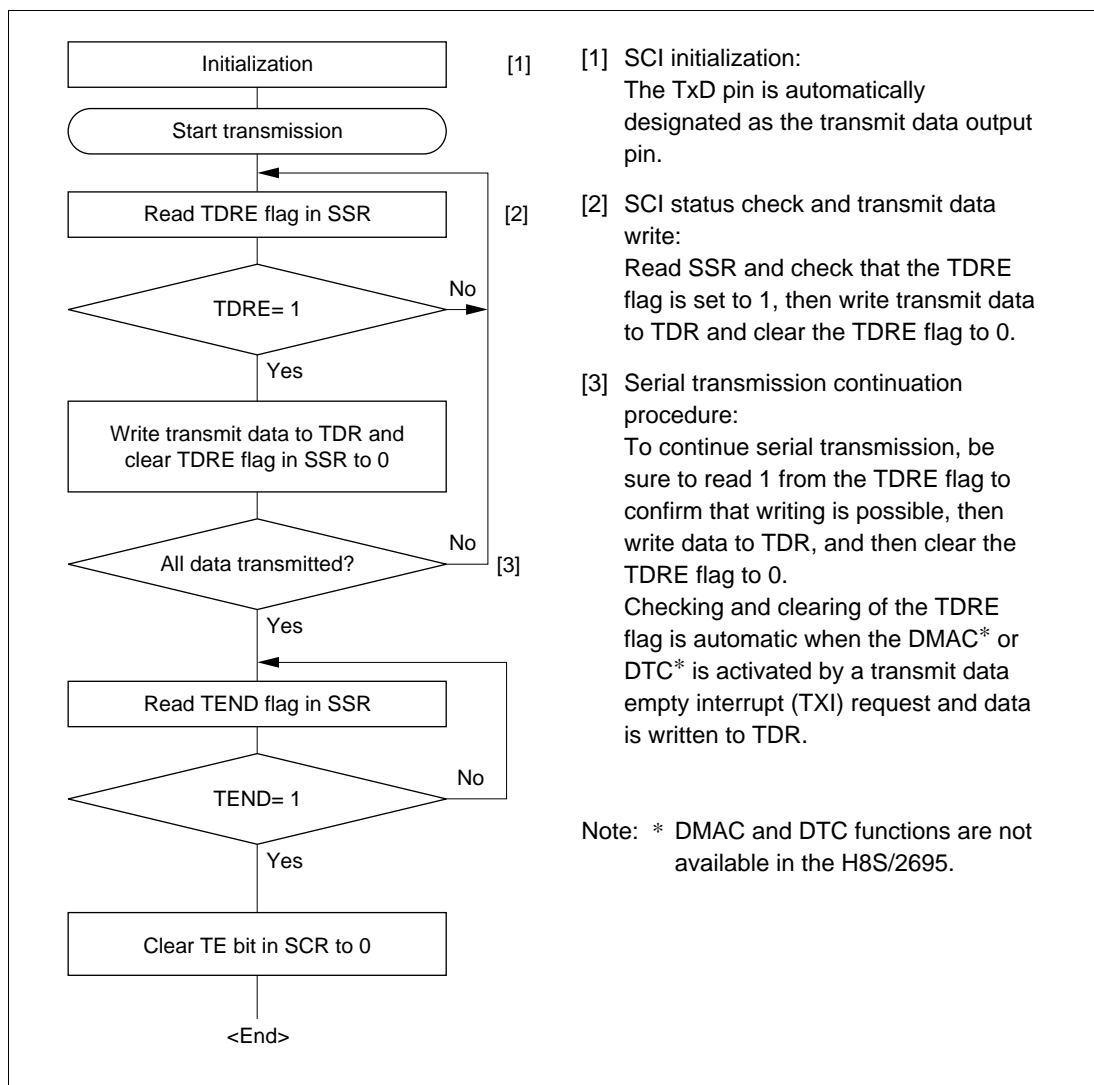 Initialization
[1]
Start transmission
Read TDRE flag in SSR
[2]
TDRE= 1
No
Yes
Write transmit data to TDR and
clear TDRE flag in SSR to 0
All data transmitted?
No
[3]
Yes
Read TEND flag in SSR
TEND= 1
No
Yes
Clear TE bit in SCR to 0
<End>
[1] SCI initialization:
The TxD pin is automatically
designated as the transmit data output
pin.
[2] SCI status check and transmit data
write:
Read SSR and check that the TDRE
flag is set to 1, then write transmit data
to TDR and clear the TDRE flag to 0.
[3] Serial transmission continuation
procedure:
To continue serial transmission, be
sure to read 1 from the TDRE flag to
confirm that writing is possible, then
write data to TDR, and then clear the
TDRE flag to 0.
Checking and clearing of the TDRE
flag is automatic when the DMAC* or
DTC* is activated by a transmit data
empty interrupt (TXI) request and data
is written to TDR.
Note: * DMAC and DTC functions are not
available in the H8S/2695.